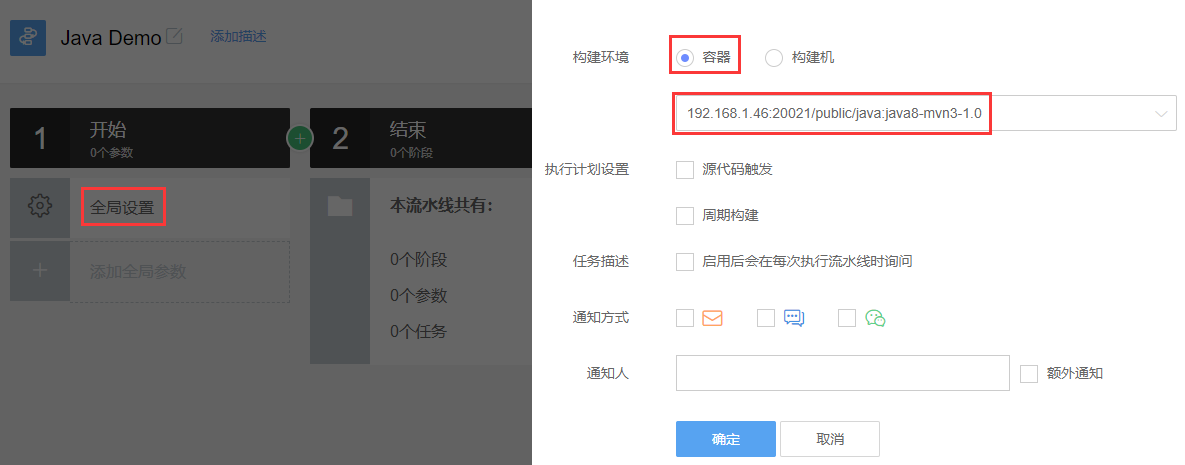 Java Demo 添加描述
1 开始
0个参数
全局设置
添加全局参数
2 结束
0个阶段
本流水线共有:
0个阶段
0个参数
0个任务
构建环境 容器 构建机
192.168.1.46:20021/public/java:java8-mvn3-1.0
执行计划设置 源代码触发
周期构建
任务描述 启用后会在每次执行流水线时询问
通知方式
通知人 额外通知
确定 取消